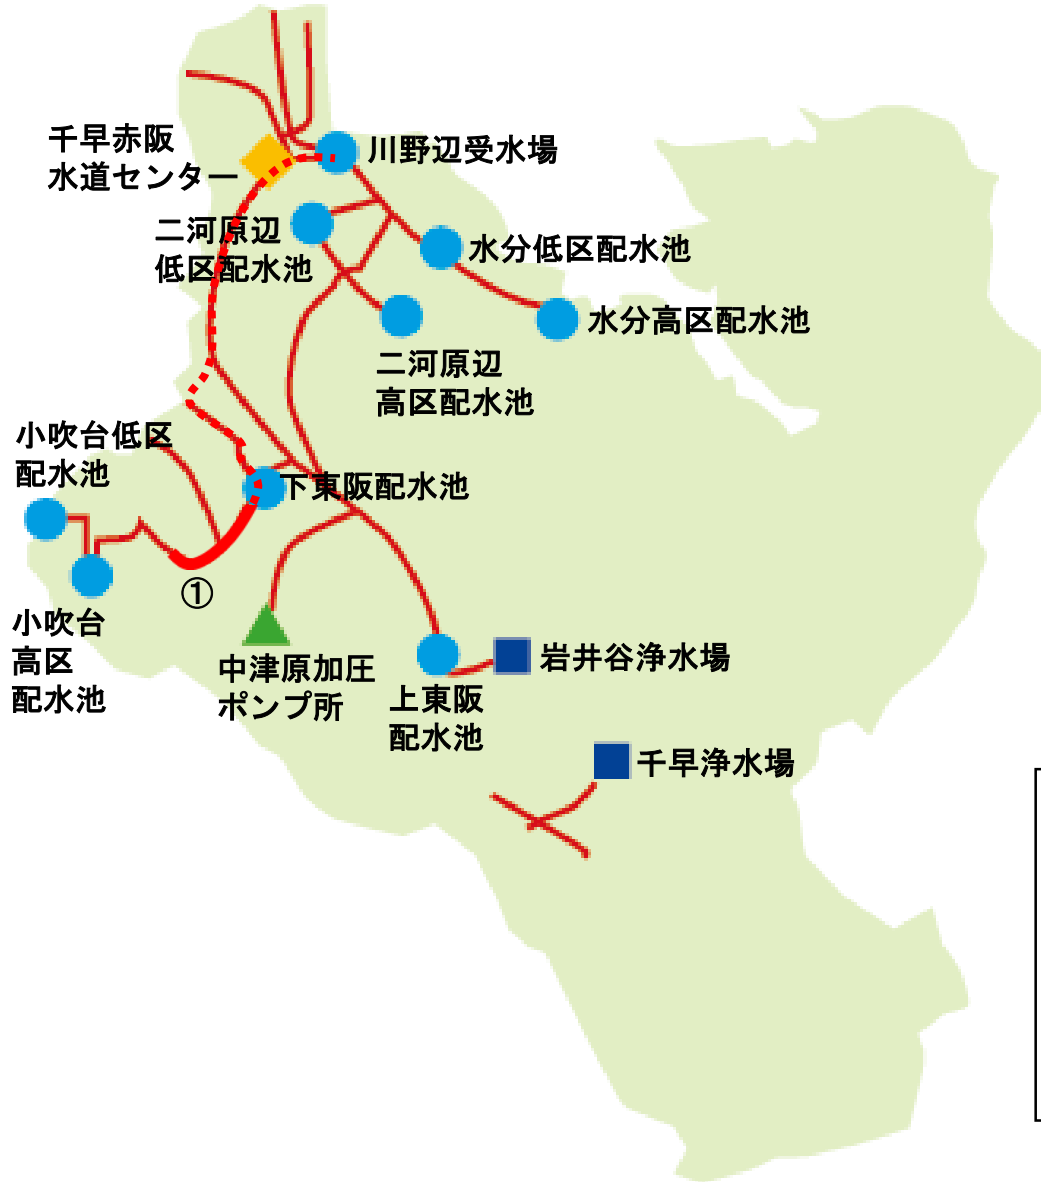 千早赤阪
水道センター
川野辺受水場
二河原辺
低区配水池
水分低区配水池
水分高区配水池
二河原辺
高区配水池
小吹台低区
配水池
下東阪配水池
①
小吹台
高区
配水池
中津原加圧
ポンプ所
上東阪
配水池
岩井谷浄水場
千早浄水場